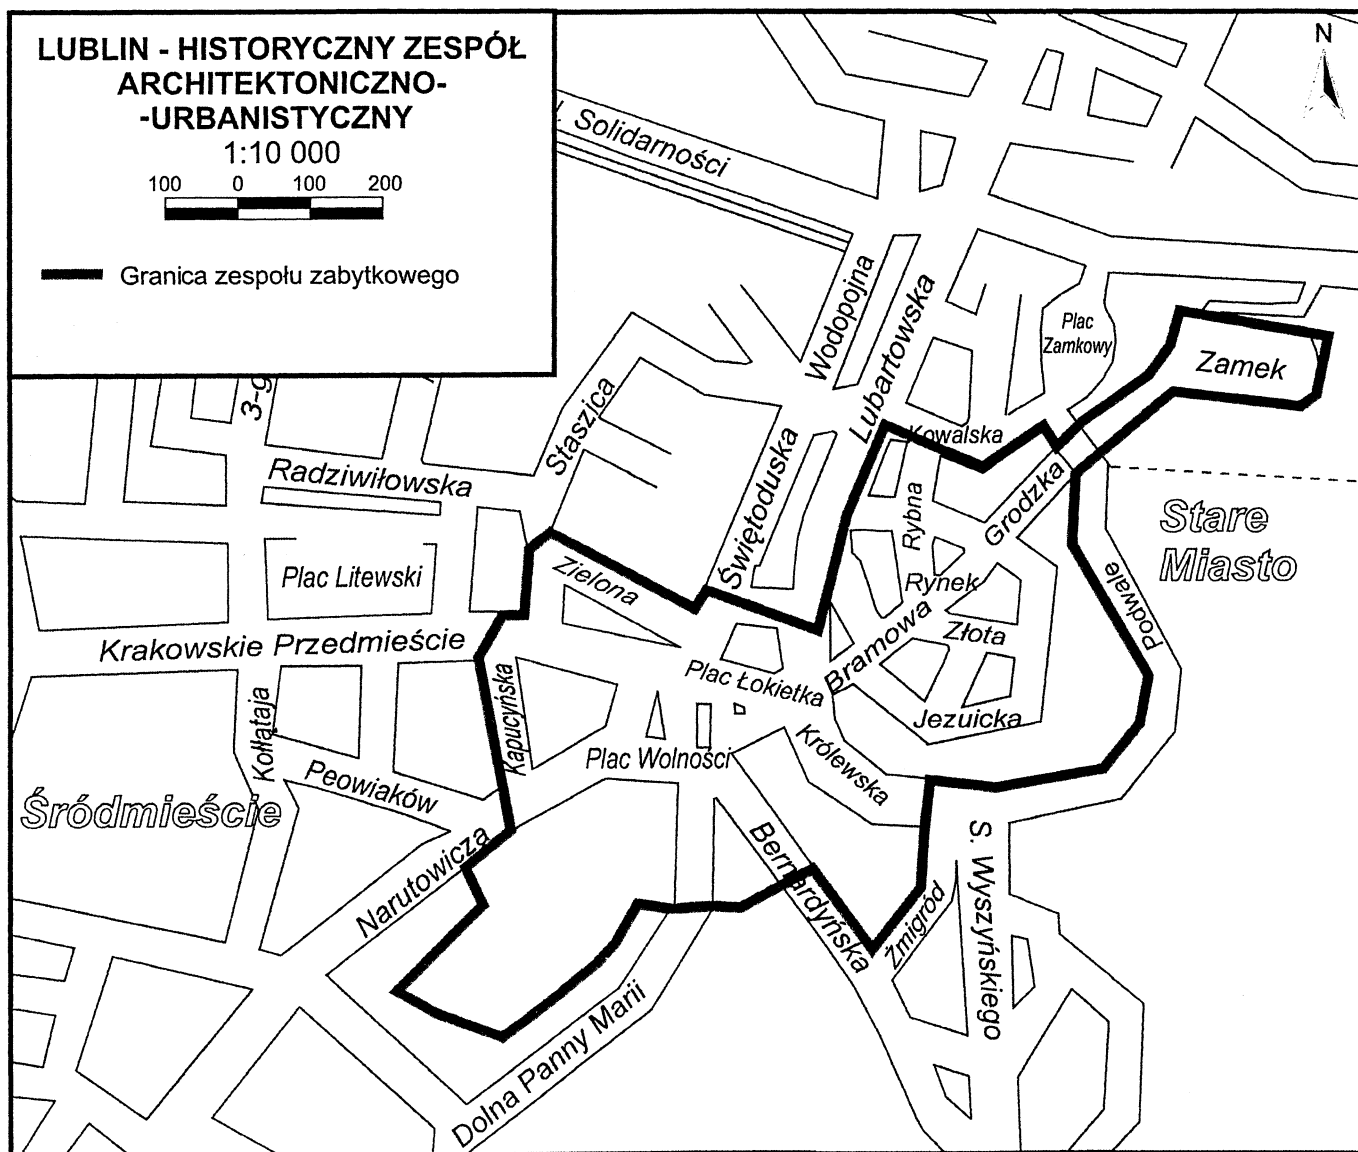 LUBLIN - HISTORYCZNY ZESPÓŁ
ARCHITEKTONICZNO-
-URBANISTYCZNY
1:10 000
100 0 100 200
Granica zespołu zabytkowego
N
l. Solidarności
Wodopojna
Lubartowska
Plac
Zamkowy
Zamek
3-g
Staszica
Kowalska
Radziwiłowska
Świętoduska
Rybna
Grodzka
Stare
Miasto
Plac Litewski
Zielona
Rynek
Podwale
Krakowskie Przedmieście
Bramowa
Złota
Kapucyńska
Plac Łokietka
Kołłątaja
Jezuicka
Plac Wolności
Królewska
Peowiaków
Śródmieście
Narutowicza
Bernardyńska
Żmigród
S. Wyszyńskiego
Dolna Panny Marii